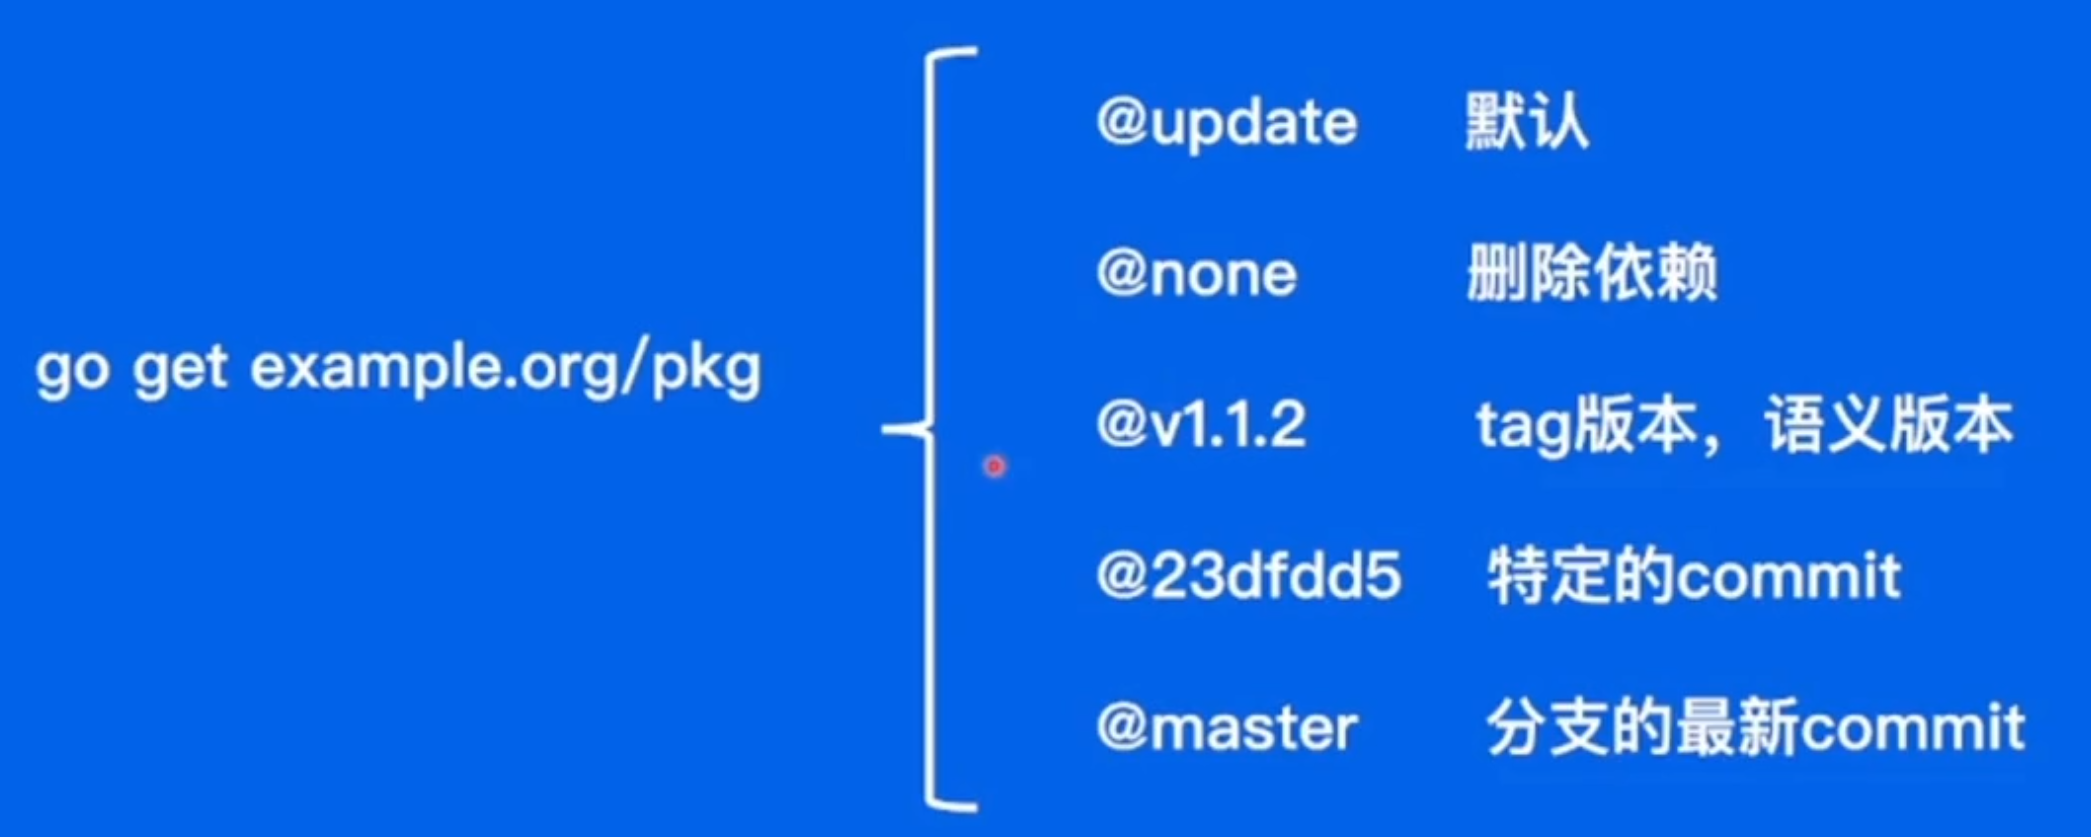 go get example.org/pkg
@update 默认
@none 删除依赖
@v1.1.2 tag版本，语义版本
@23dfdd5 特定的commit
@master 分支的最新commit